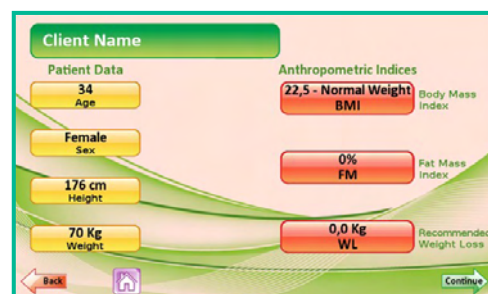 Client Name
Patient Data
Anthropometric Indices
34
Age
22,5 - Normal Weight
BMI
Body Mass
Index
Female
Sex
0%
FM
Fat Mass
Index
176 cm
Height
70 Kg
Weight
0,0 Kg
WL
Recommended
Weight Loss
Back
Continue